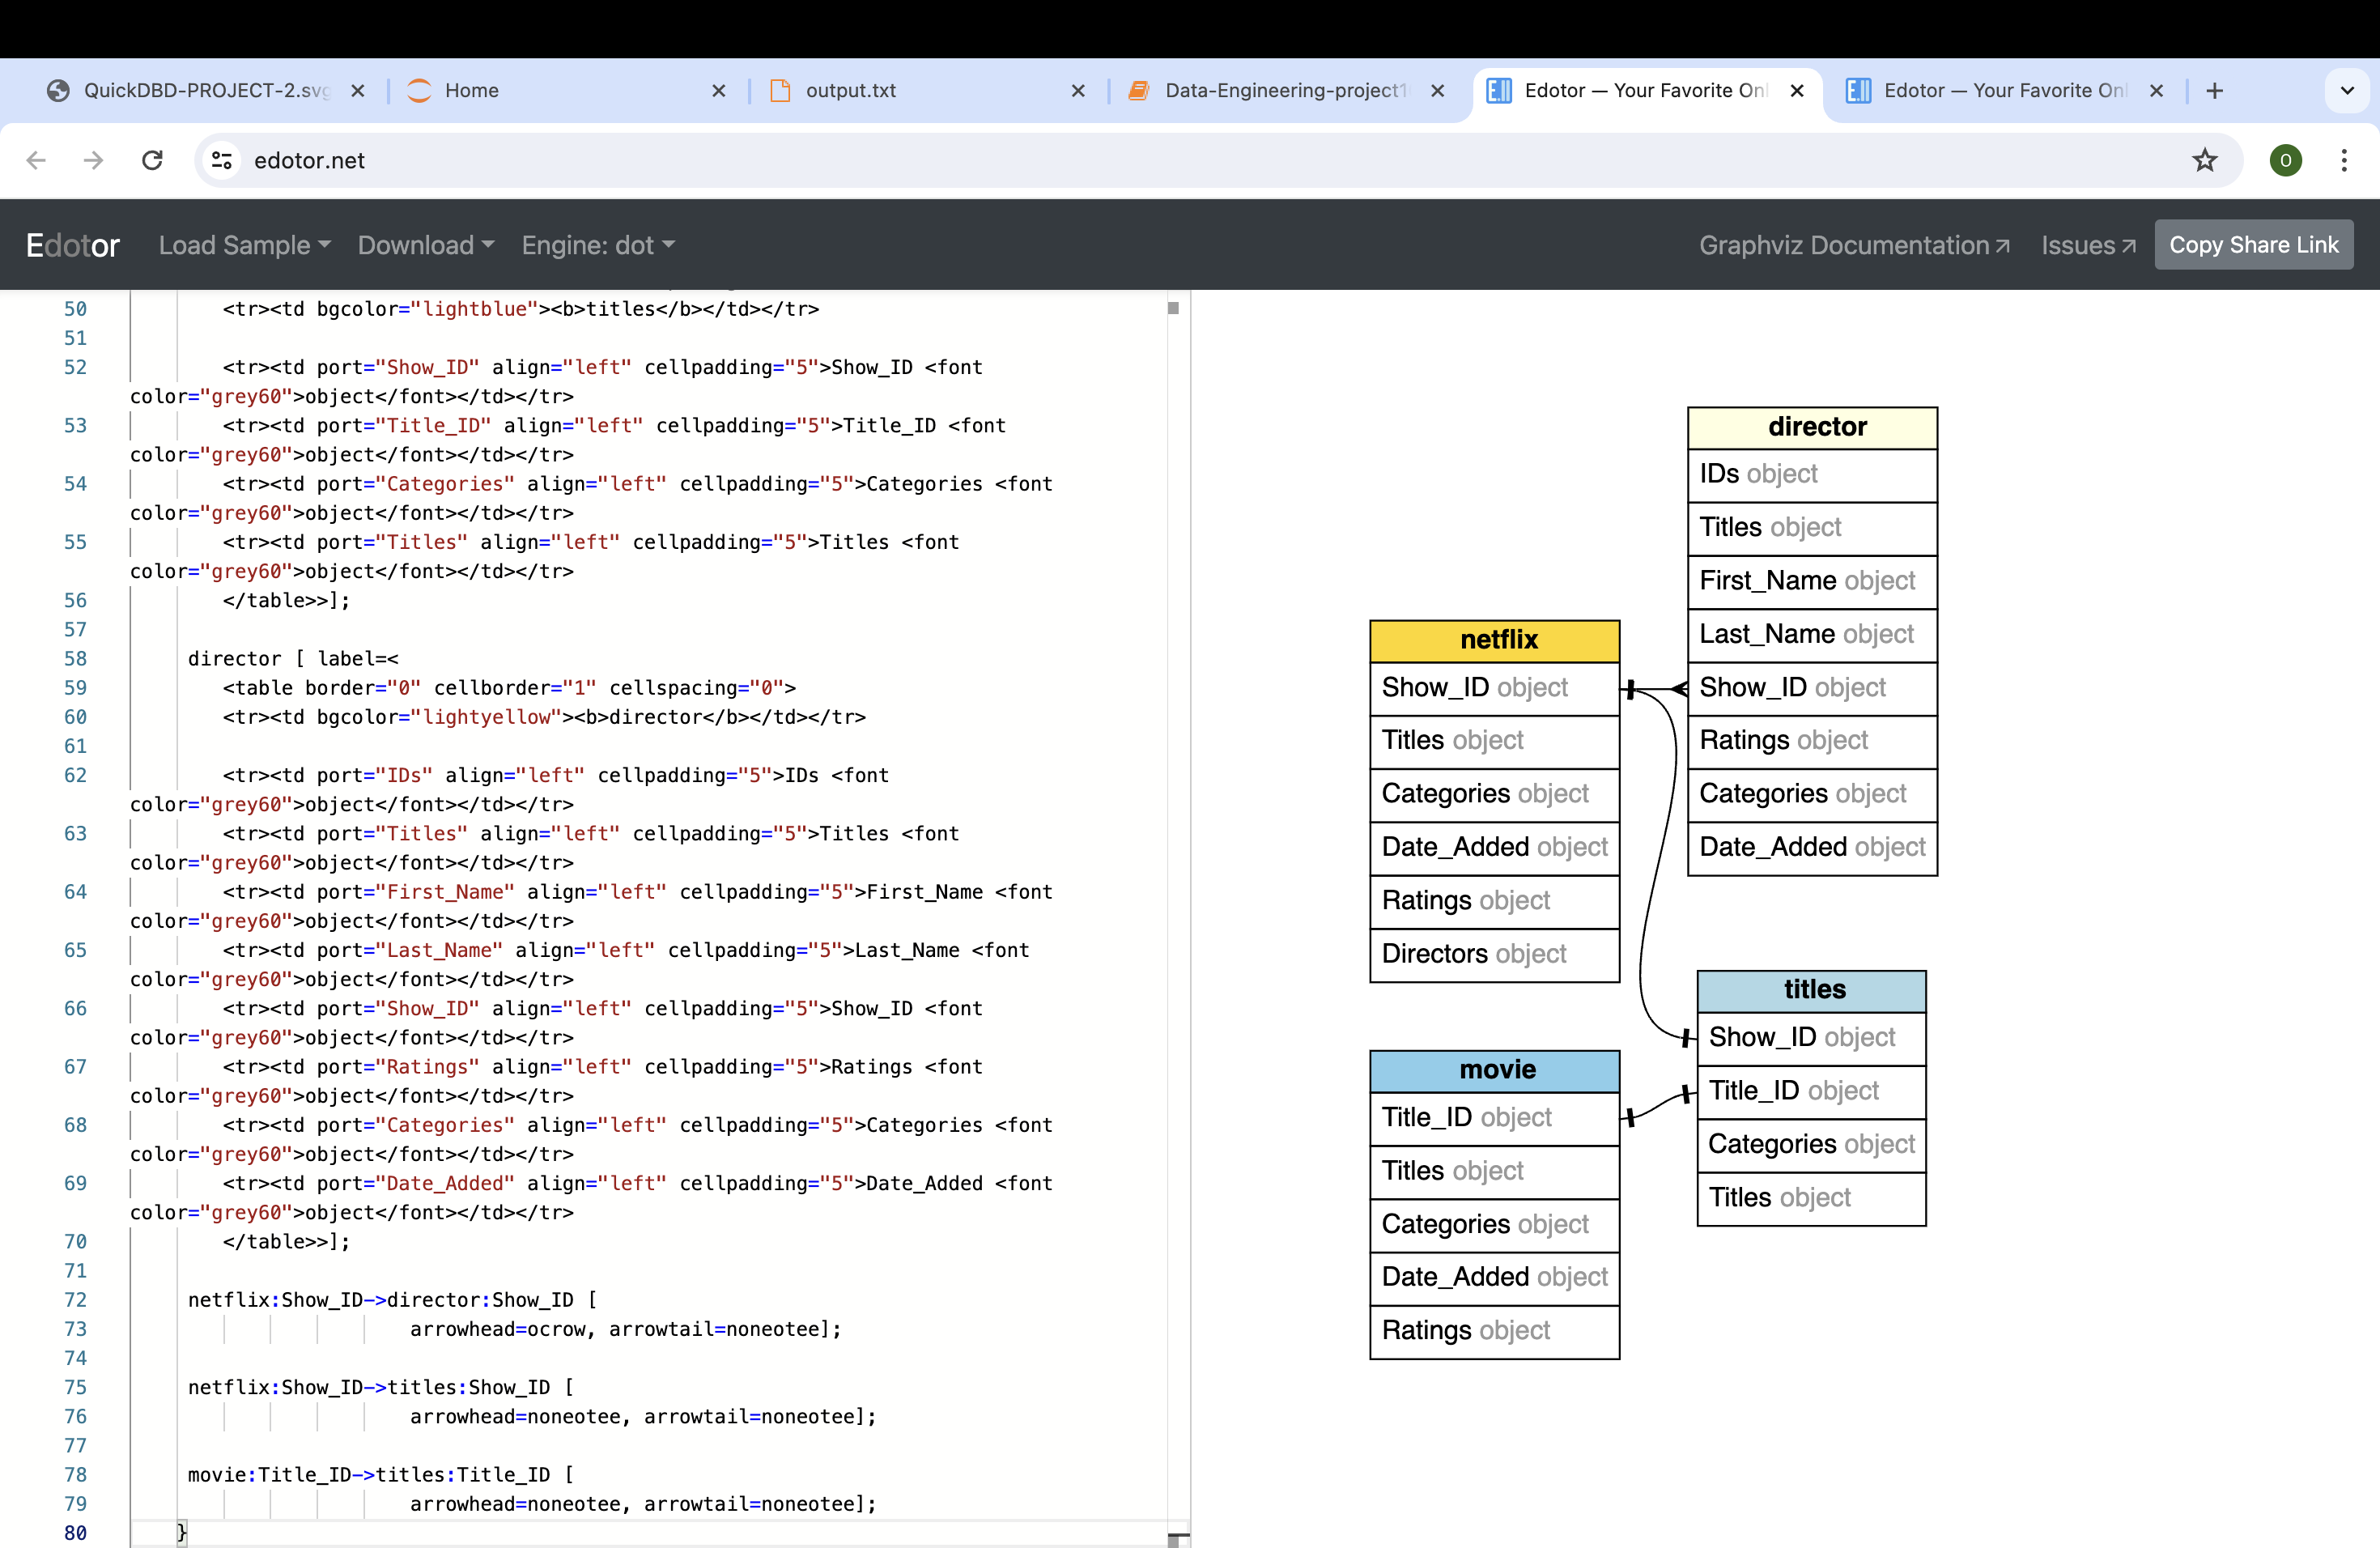 QuickDBD-PROJECT-2.svg
Home
output.txt
Data-Engineering-project1
Edotor — Your Favorite Onl
Edotor — Your Favorite Onl
edotor.net
O
Edotor
Load Sample
Download
Engine: dot
Graphviz Documentation
Issues
Copy Share Link
50 <tr><td bgcolor="lightblue"><b>titles</b></td></tr>
51
52 <tr><td port="Show_ID" align="left" cellpadding="5">Show_ID <font
color="grey60">object</font></td></tr>
53 <tr><td port="Title_ID" align="left" cellpadding="5">Title_ID <font
color="grey60">object</font></td></tr>
54 <tr><td port="Categories" align="left" cellpadding="5">Categories <font
color="grey60">object</font></td></tr>
55 <tr><td port="Titles" align="left" cellpadding="5">Titles <font
color="grey60">object</font></td></tr>
56 </table>>];
57
58 director [ label=<
59 <table border="0" cellborder="1" cellspacing="0">
60 <tr><td bgcolor="lightyellow"><b>director</b></td></tr>
61
62 <tr><td port="IDs" align="left" cellpadding="5">IDs <font
color="grey60">object</font></td></tr>
63 <tr><td port="Titles" align="left" cellpadding="5">Titles <font
color="grey60">object</font></td></tr>
64 <tr><td port="First_Name" align="left" cellpadding="5">First_Name <font
color="grey60">object</font></td></tr>
65 <tr><td port="Last_Name" align="left" cellpadding="5">Last_Name <font
color="grey60">object</font></td></tr>
66 <tr><td port="Show_ID" align="left" cellpadding="5">Show_ID <font
color="grey60">object</font></td></tr>
67 <tr><td port="Ratings" align="left" cellpadding="5">Ratings <font
color="grey60">object</font></td></tr>
68 <tr><td port="Categories" align="left" cellpadding="5">Categories <font
color="grey60">object</font></td></tr>
69 <tr><td port="Date_Added" align="left" cellpadding="5">Date_Added <font
color="grey60">object</font></td></tr>
70 </table>>];
71
72 netflix:Show_ID->director:Show_ID [
73 arrowhead=ocrow, arrowtail=noneotee];
74
75 netflix:Show_ID->titles:Show_ID [
76 arrowhead=noneotee, arrowtail=noneotee];
77
78 movie:Title_ID->titles:Title_ID [
79 arrowhead=noneotee, arrowtail=noneotee];
80 }
director
IDs object
Titles object
First_Name object
Last_Name object
Show_ID object
Ratings object
Categories object
Date_Added object
netflix
Show_ID object
Titles object
Categories object
Date_Added object
Ratings object
Directors object
titles
Show_ID object
Title_ID object
Categories object
Titles object
movie
Title_ID object
Titles object
Categories object
Date_Added object
Ratings object